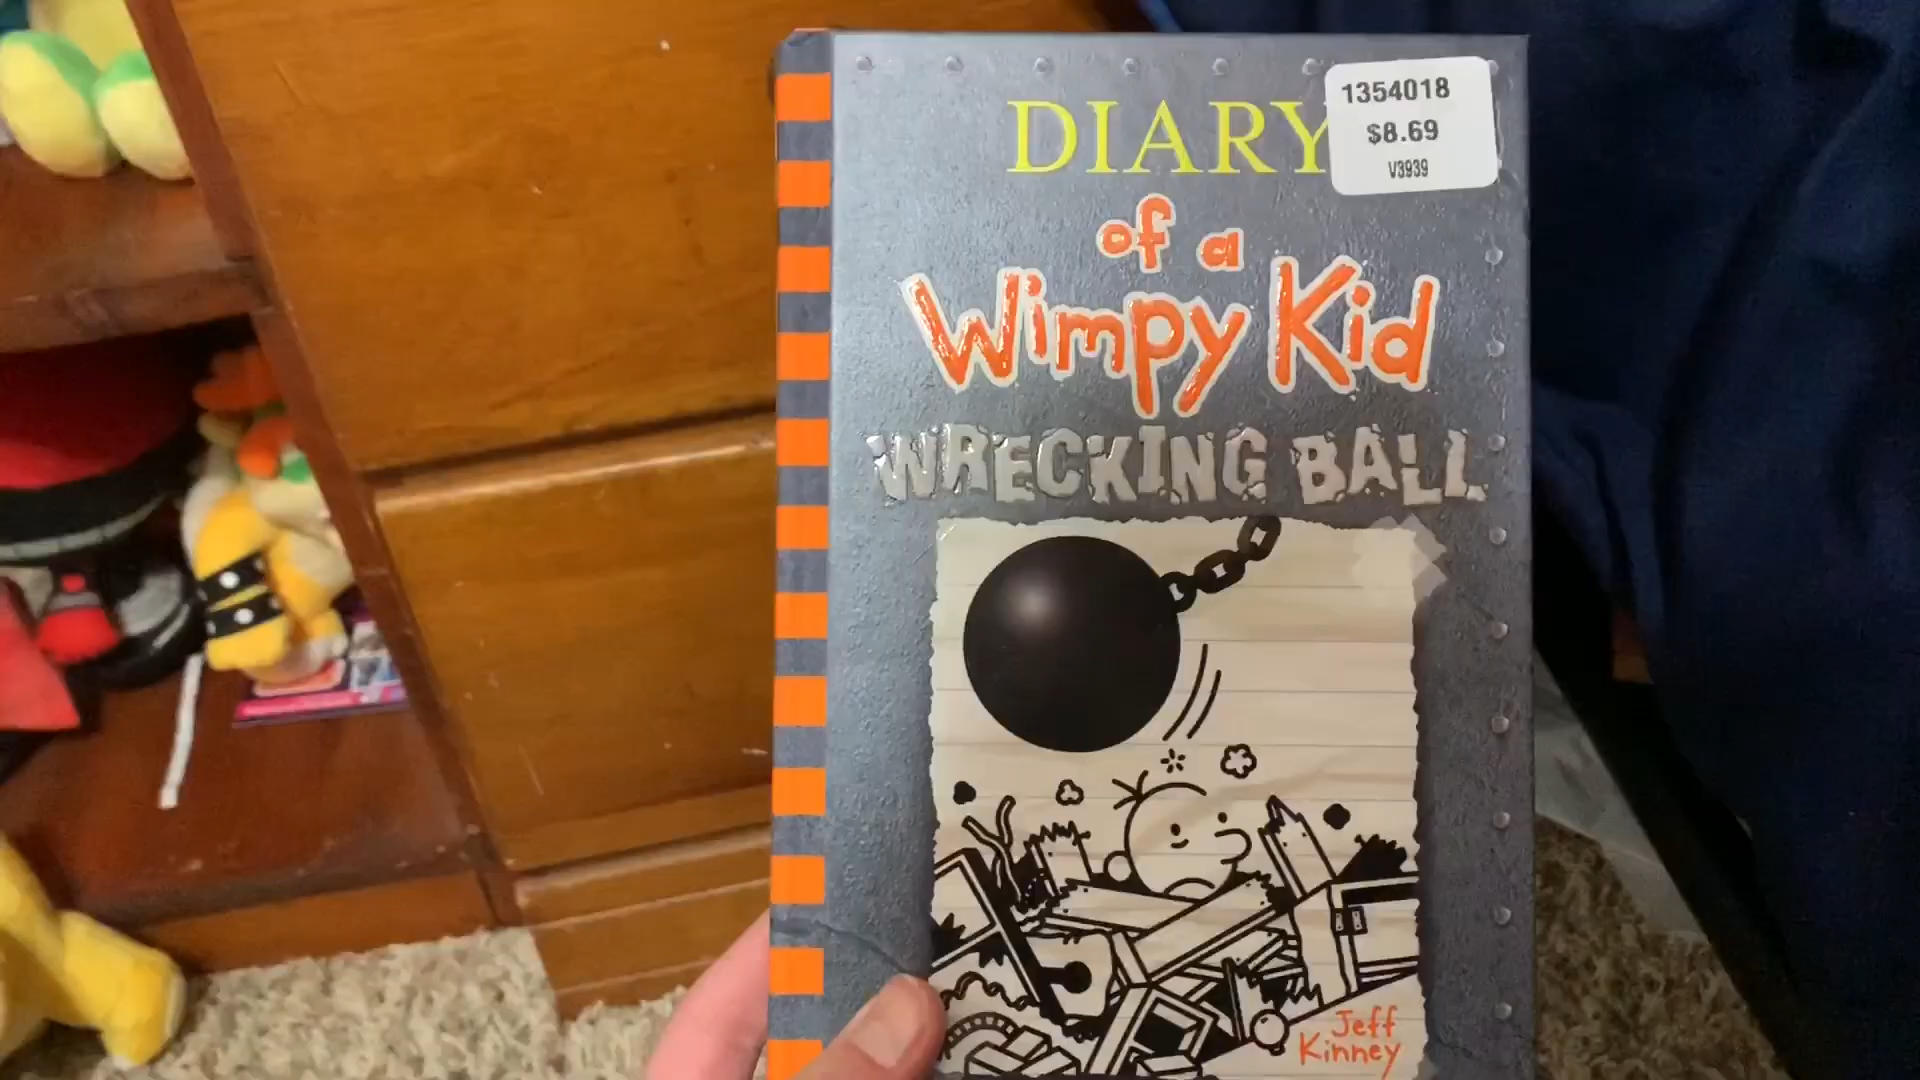 DIARY
of a
Wimpy Kid
WRECKING BALL
Jeff
Kinney
1354018
$8.69
V3939